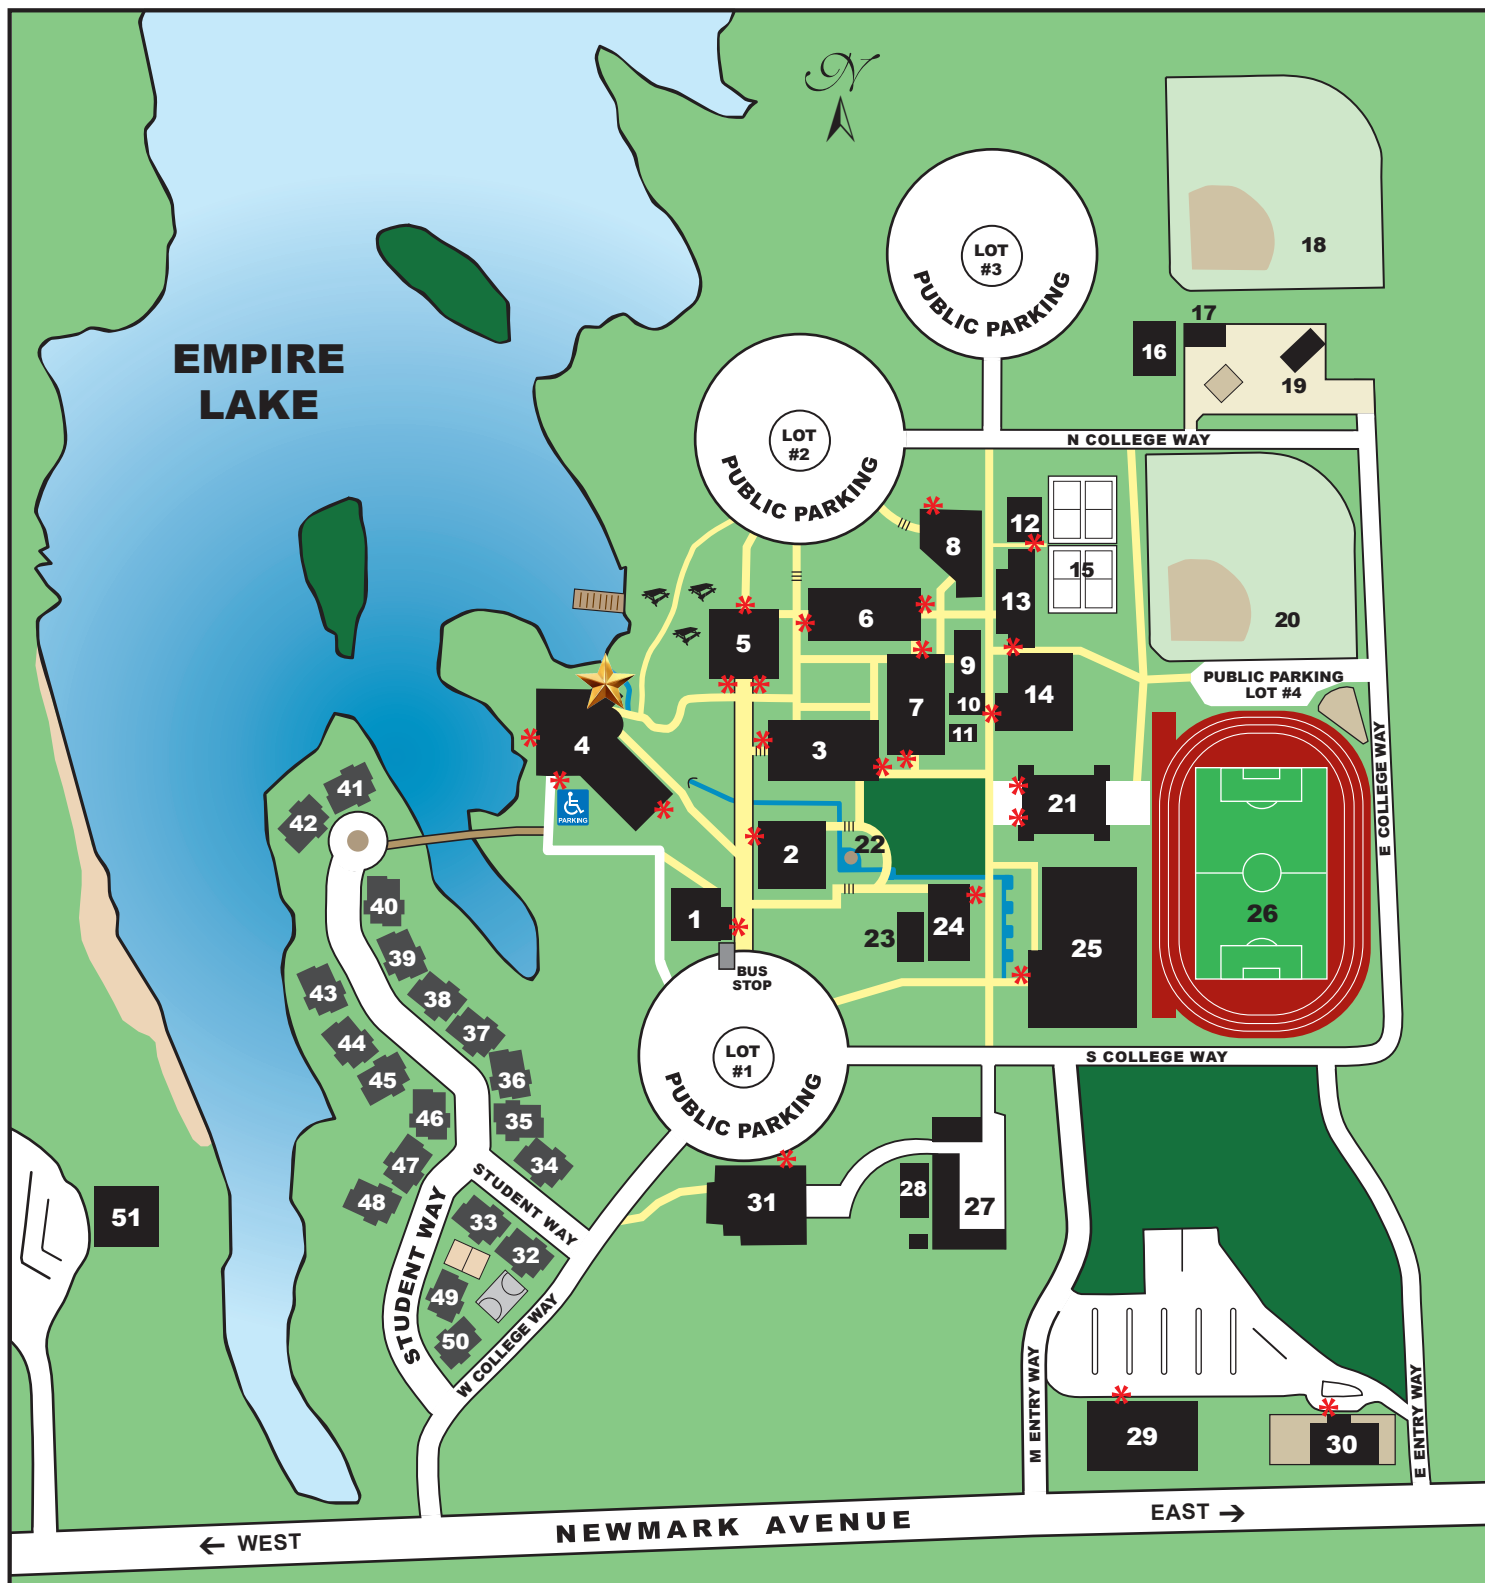 N
LOT
#3
PUBLIC PARKING
18
17
16
19
EMPIRE
LAKE
LOT
#2
PUBLIC PARKING
N COLLEGE WAY
12
8
15
13
6
20
5
9
PUBLIC PARKING
LOT #4
14
10
7
11
4
3
E COLLEGE WAY
41
21
PARKING
42
22
2
40
1
24
23
26
25
39
BUS
STOP
43
38
37
44
LOT
#1
PUBLIC PARKING
S COLLEGE WAY
45
36
46
35
47
34
STUDENT WAY
48
31
28
27
51
33
32
STUDENT WAY
49
50
W COLLEGE WAY
M ENTRY WAY
E ENTRY WAY
29
30
WEST
NEWMARK AVENUE
EAST